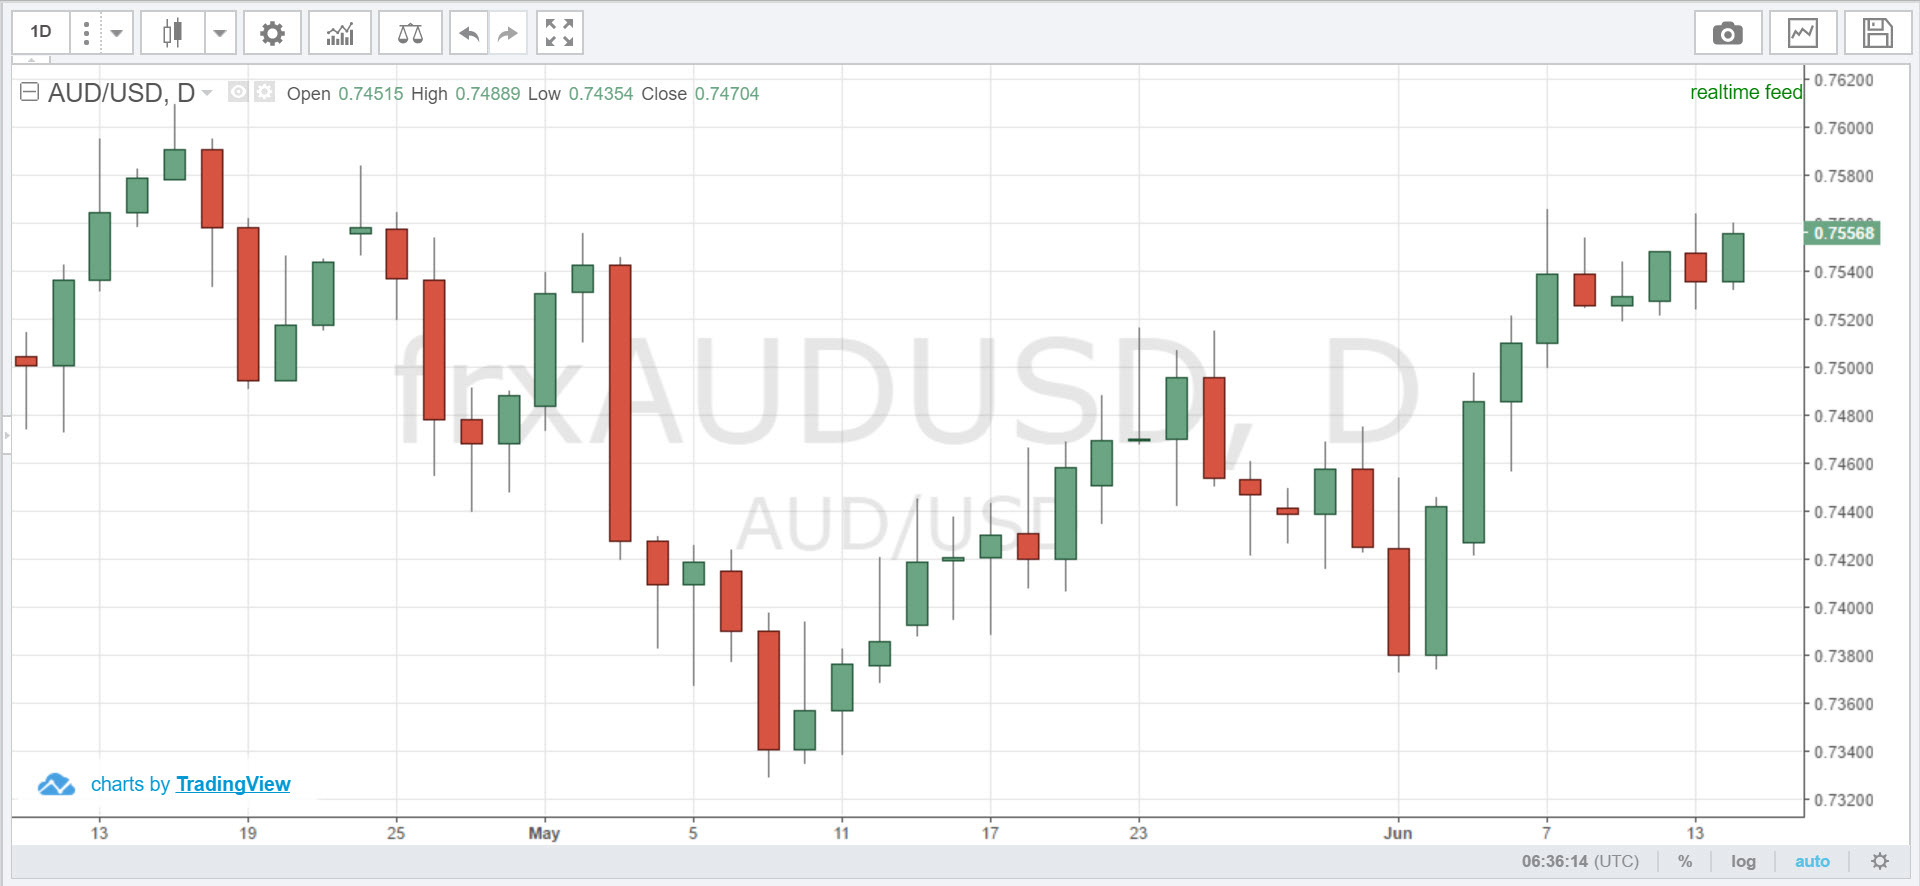 1D
AUD/USD, D Open 0.74515 High 0.74889 Low 0.74354 Close 0.74704
realtime feed
0.76200
0.76000
0.75800
0.75568
0.75400
0.75200
0.75000
0.74800
0.74600
0.74400
0.74200
0.74000
0.73800
0.73600
0.73400
0.73200
frxAUDUSD, D
AUD/USD
charts by TradingView
13 19 25 May 5 11 17 23 Jun 7 13
06:36:14 (UTC) % log auto